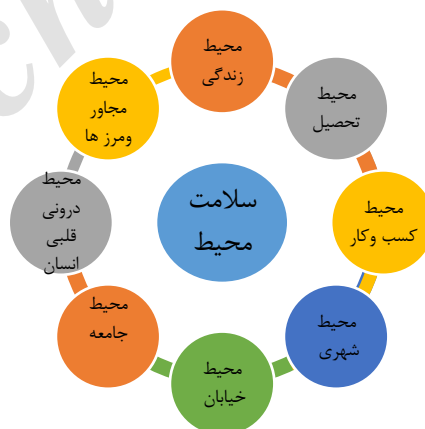 محیط
زندگی
محیط
تحصیل
محیط
کسب وکار
محیط
شهری
محیط
خیابان
محیط
جامعه
محیط
درونی
قلبی
انسان
محیط
مجاور
ومرز ها
سلامت
محیط